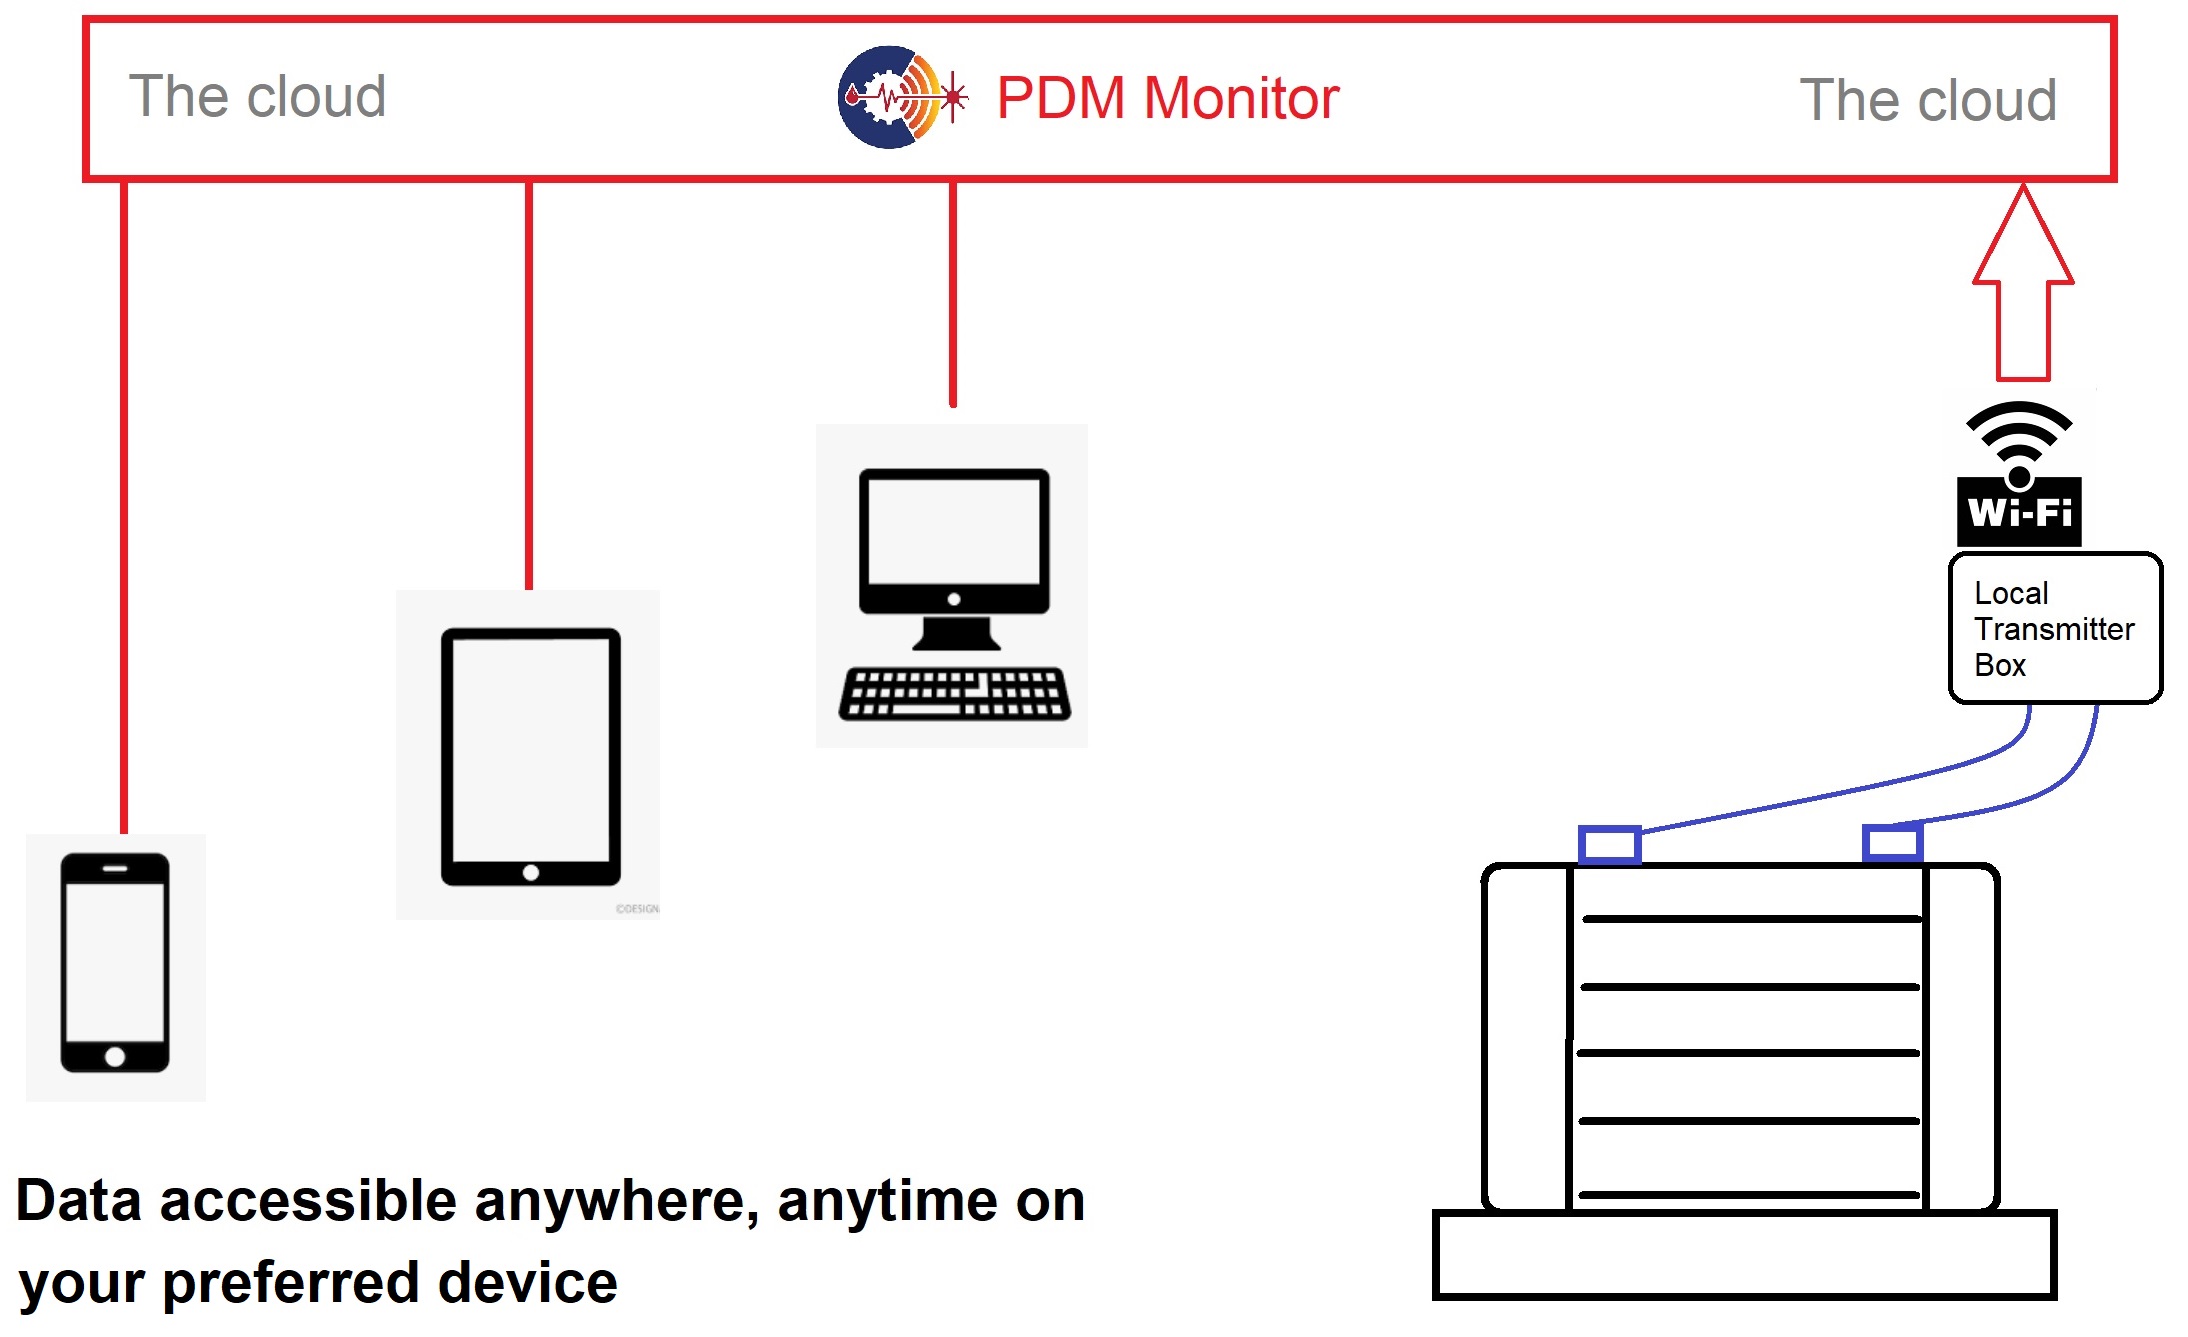 The cloud
PDM Monitor
The cloud
Wi-Fi
Local
Transmitter
Box
©DESIGN
Data accessible anywhere, anytime on
your preferred device